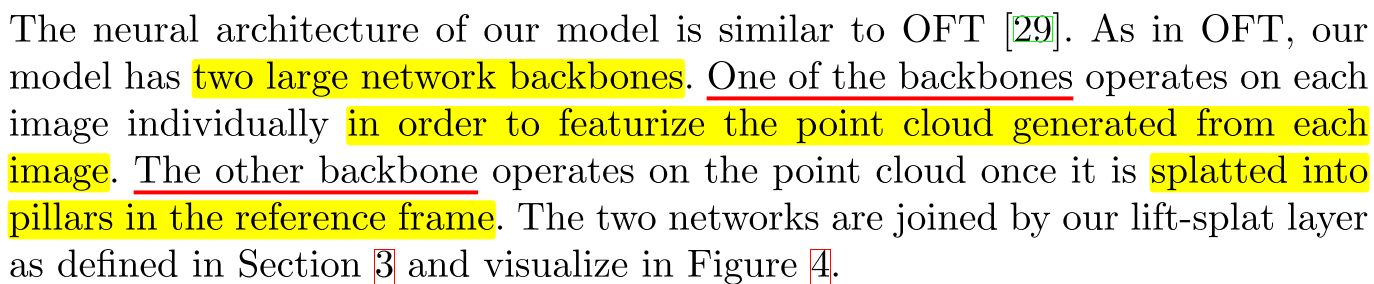 The neural architecture of our model is similar to OFT [29]. As in OFT, our
model has two large network backbones. One of the backbones operates on each
image individually in order to featurize the point cloud generated from each
image. The other backbone operates on the point cloud once it is splatted into
pillars in the reference frame. The two networks are joined by our lift-splat layer
as defined in Section 3 and visualize in Figure 4.